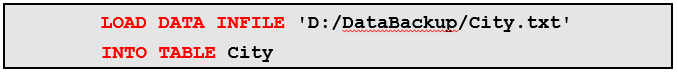 LOAD DATA INFILE 'D:/DataBackup/City.txt'
INTO TABLE City